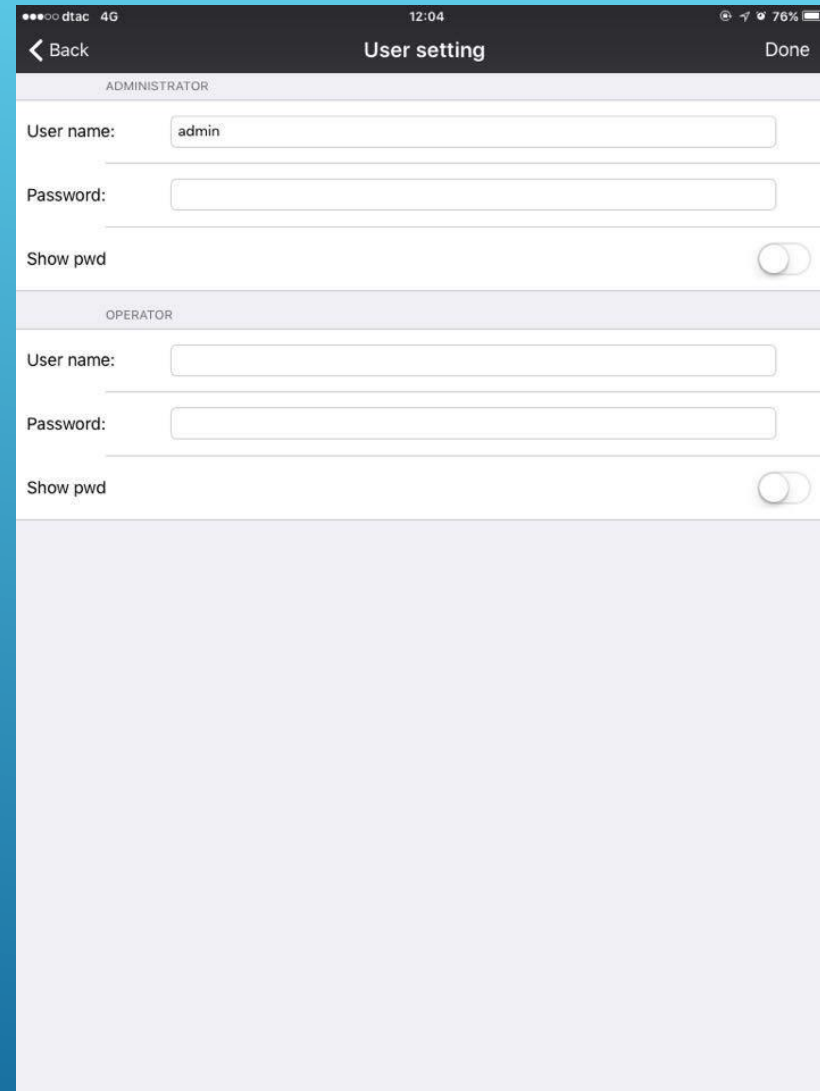 dtac 4G 12:04 76%
Back User setting Done
ADMINISTRATOR
User name: admin
Password:
Show pwd
OPERATOR
User name:
Password:
Show pwd